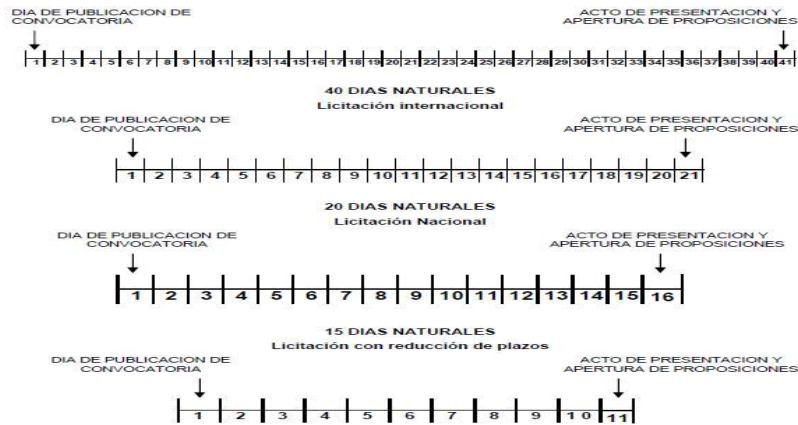 DIA DE PUBLICACION DE
CONVOCATORIA
ACTO DE PRESENTACION Y
APERTURA DE PROPOSICIONES
1 2 3 4 5 6 7 8 9 10 11 12 13 14 15 16 17 18 19 20 21 22 23 24 25 26 27 28 29 30 31 32 33 34 35 36 37 38 39 40 41
40 DIAS NATURALES
Licitación internacional
DIA DE PUBLICACION DE
CONVOCATORIA
ACTO DE PRESENTACION Y
APERTURA DE PROPOSICIONES
1 2 3 4 5 6 7 8 9 10 11 12 13 14 15 16 17 18 19 20 21
20 DIAS NATURALES
Licitación Nacional
DIA DE PUBLICACION DE
CONVOCATORIA
ACTO DE PRESENTACION Y
APERTURA DE PROPOSICIONES
1 2 3 4 5 6 7 8 9 10 11 12 13 14 15 16
15 DIAS NATURALES
Licitación con reducción de plazos
DIA DE PUBLICACION DE
CONVOCATORIA
ACTO DE PRESENTACION Y
APERTURA DE PROPOSICIONES
1 2 3 4 5 6 7 8 9 10 11